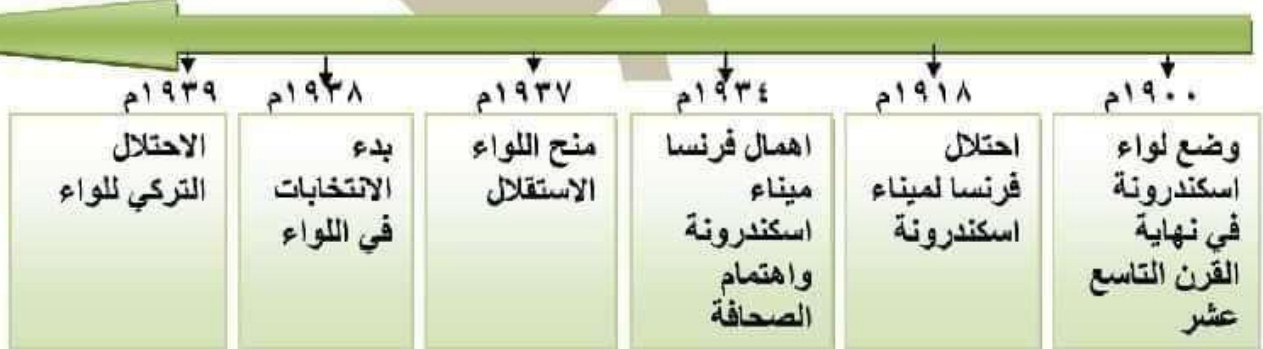 ١٩٠٠م
وضع لواء
اسكندرونة
في نهاية
القرن التاسع
عشر
١٩١٨م
احتلال
فرنسا لميناء
اسكندرونة
١٩٣٤م
اهمال فرنسا
ميناء
اسكندرونة
واهتمام
الصحافة
١٩٣٧م
منح اللواء
الاستقلال
١٩٣٨م
بدء
الانتخابات
في اللواء
١٩٣٩م
الاحتلال
التركي للواء